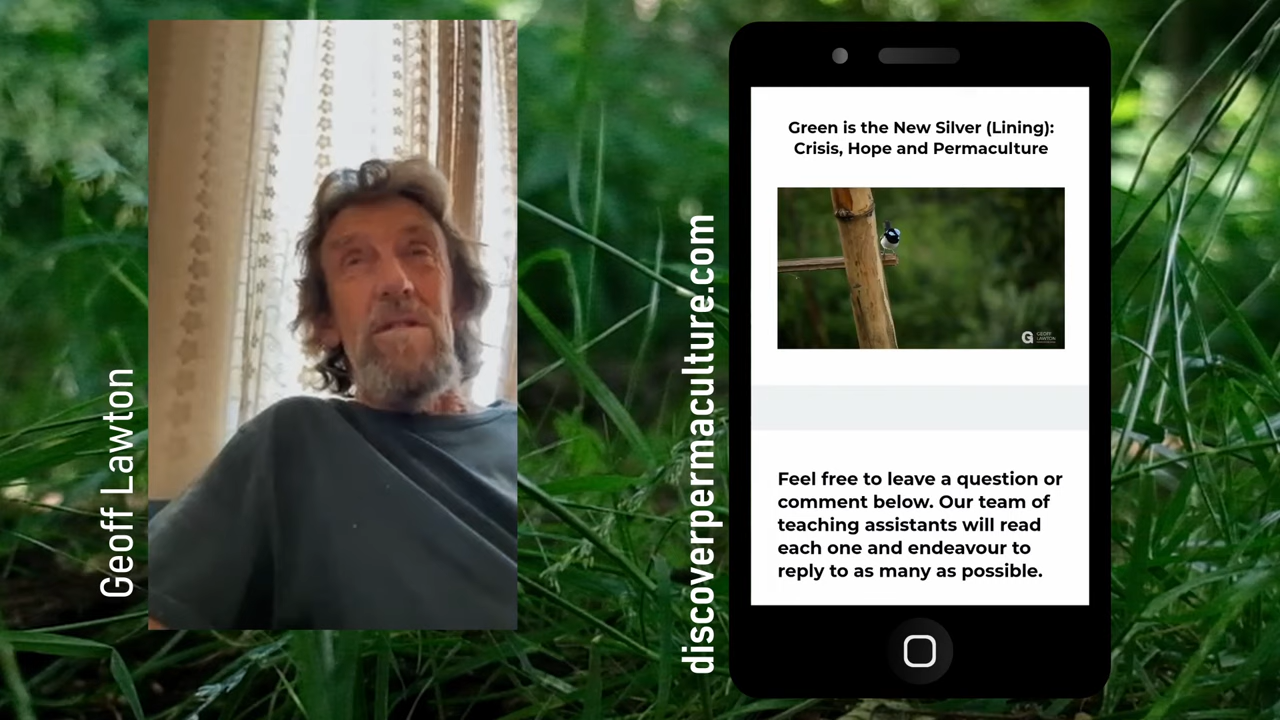 Geoff Lawton
discoverpermaculture.com
Green is the New Silver (Lining):
Crisis, Hope and Permaculture
G GEOFF
LAWTON
Feel free to leave a question or
comment below. Our team of
teaching assistants will read
each one and endeavour to
reply to as many as possible.